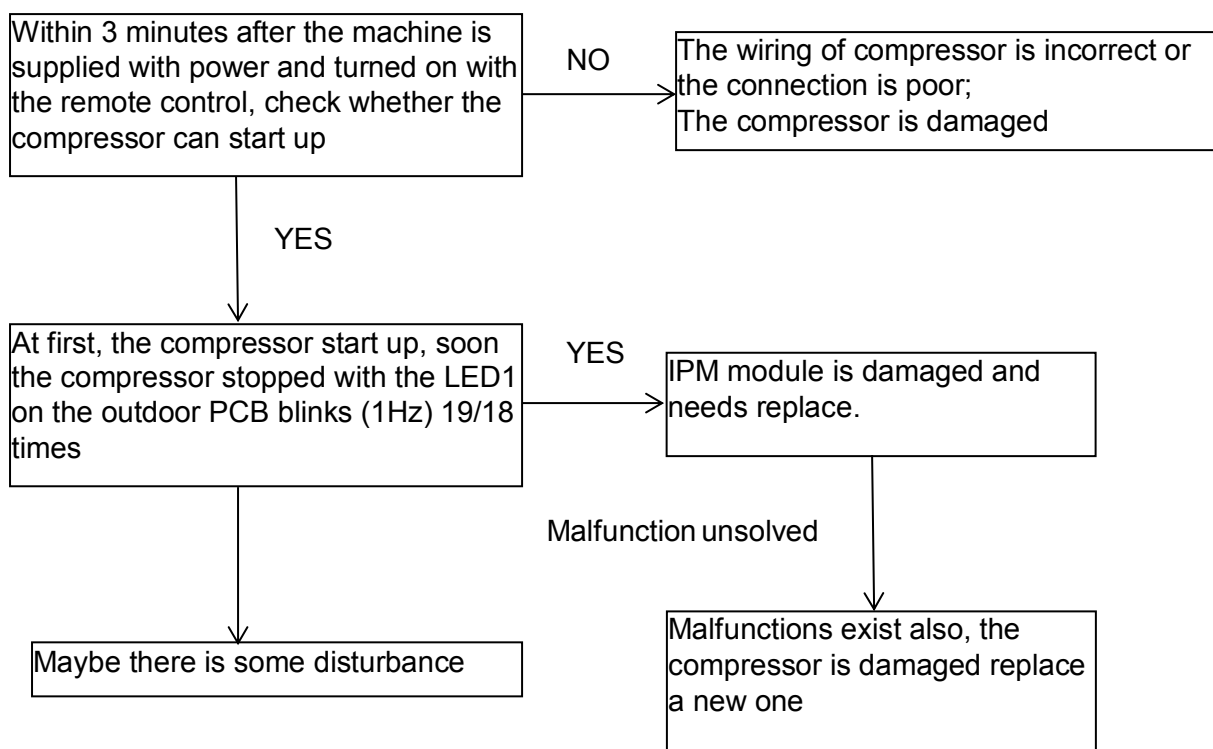 Within 3 minutes after the machine is
supplied with power and turned on with
the remote control, check whether the
compressor can start up
NO
The wiring of compressor is incorrect or
the connection is poor;
The compressor is damaged
YES
At first, the compressor start up, soon
the compressor stopped with the LED1
on the outdoor PCB blinks (1Hz) 19/18
times
YES
IPM module is damaged and
needs replace.
Malfunction unsolved
Maybe there is some disturbance
Malfunctions exist also, the
compressor is damaged replace
a new one